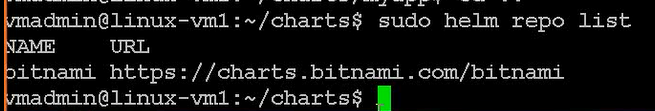 vmadmin@linux-vm1:~/charts$ sudo helm repo list
NAME    URL
bitnami https://charts.bitnami.com/bitnami
vmadmin@linux-vm1:~/charts$